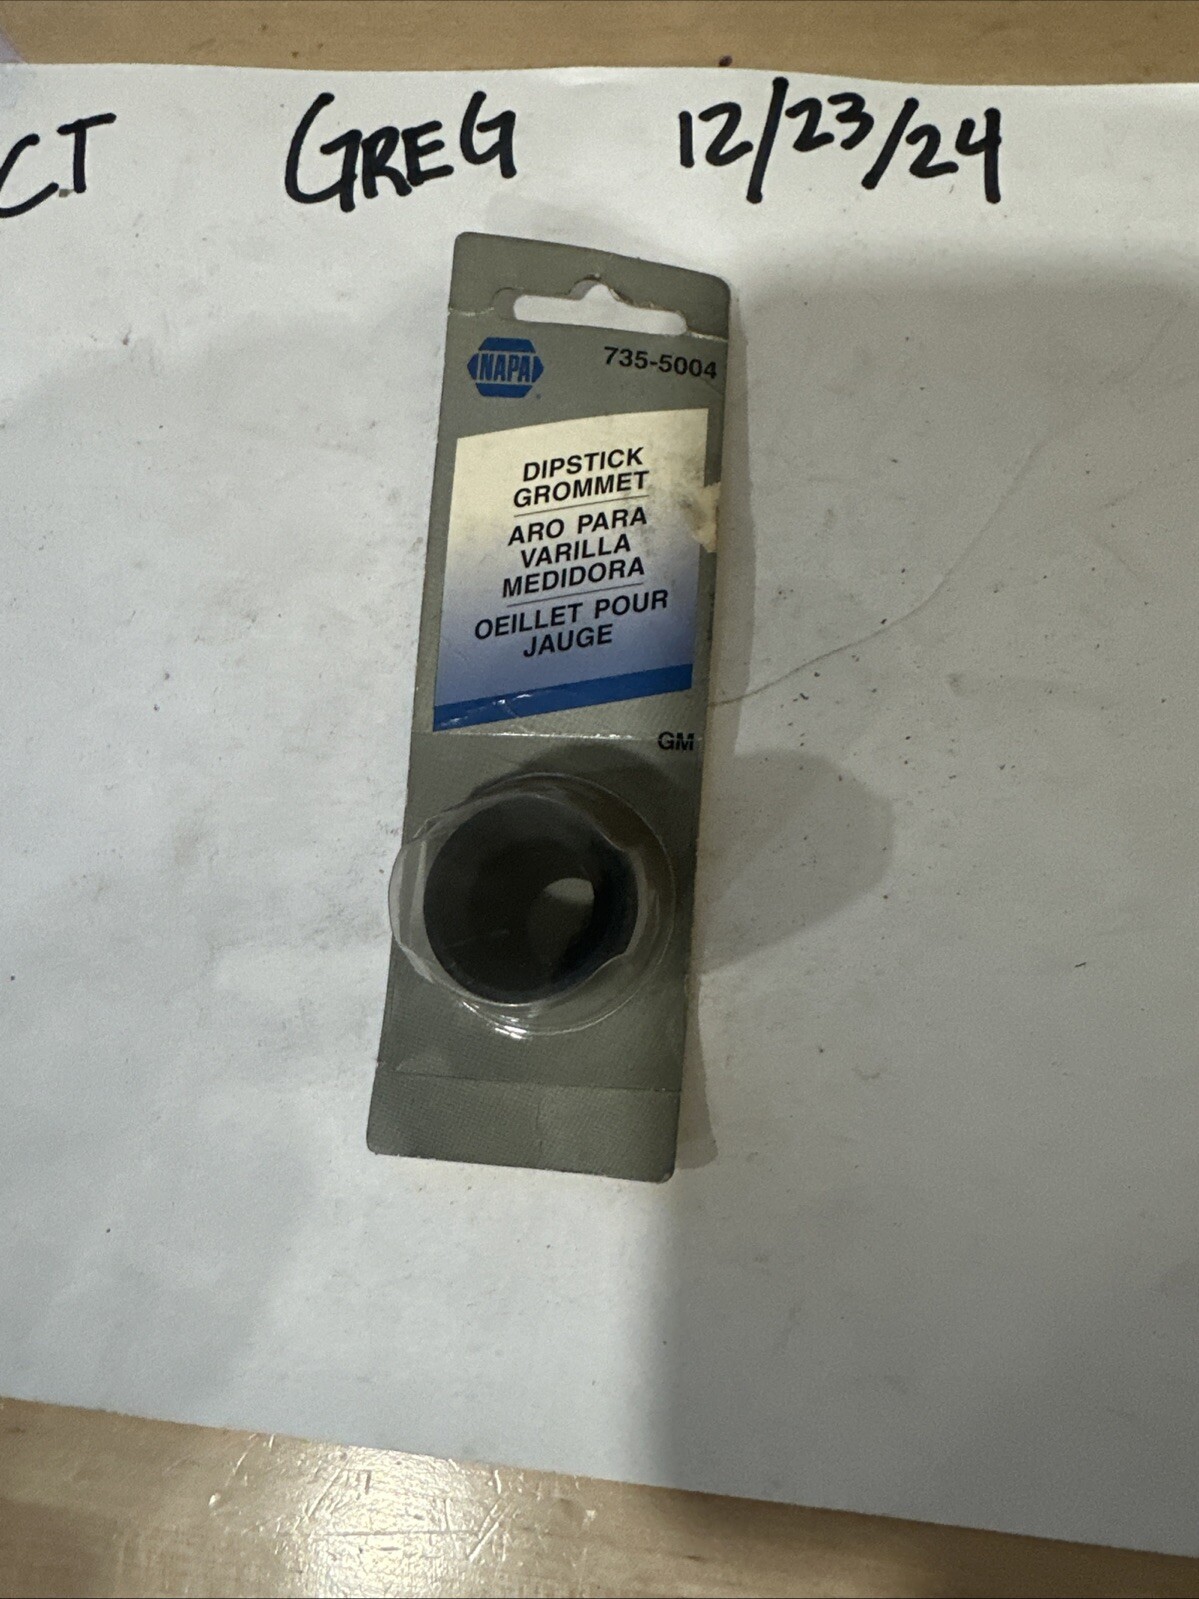 CT GREG 12/23/24
NAPA
735-5004
DIPSTICK
GROMMET
ARO PARA
VARILLA
MEDIDORA
OEILLET POUR
JAUGE
GM